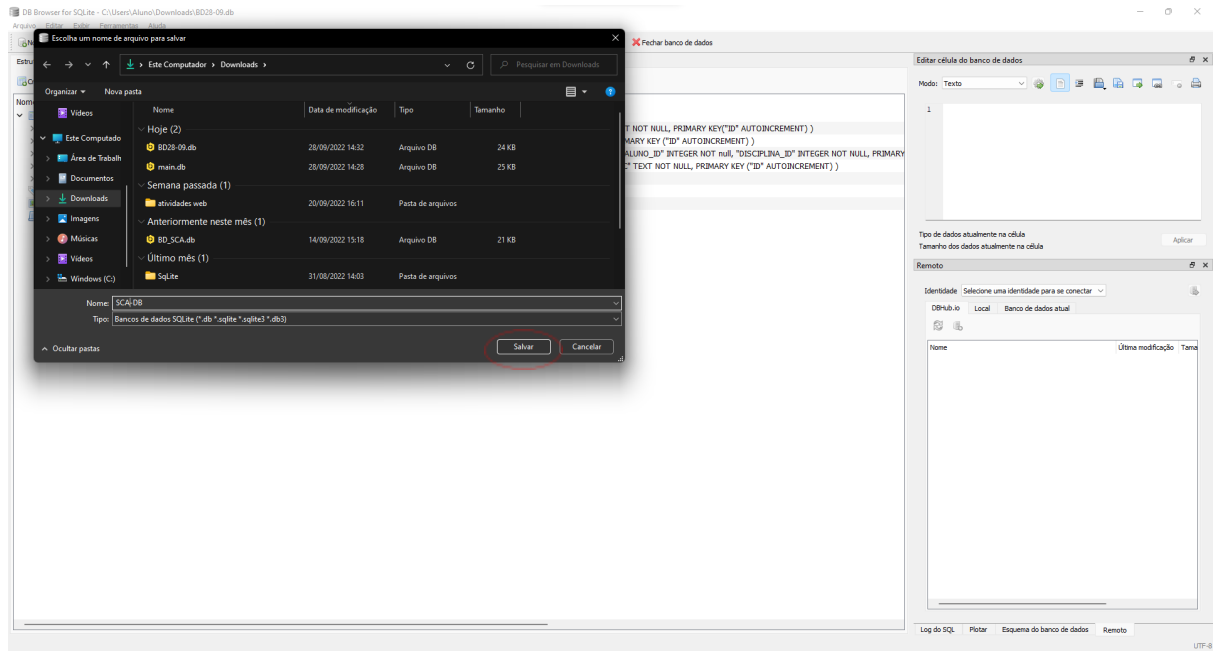 DB Browser for SQLite - C:\Users\Aluno\Downloads\BD28-09.db
Arquivo Editar Exibir Ferramentas Ajuda
Escolha um nome de arquivo para salvar
Fechar banco de dados
Este Computador > Downloads >
Pesquisar em Downloads
Organizar
Nova pasta
Nome
Data de modificação
Tipo
Tamanho
Vídeos
Este Computado
Área de Trabalh
Documentos
Downloads
Imagens
Músicas
Vídeos
Windows (C:)
Hoje (2)
BD28-09.db 28/09/2022 14:32 Arquivo DB 24 KB
main.db 28/09/2022 14:28 Arquivo DB 25 KB
Semana passada (1)
atividades web 20/09/2022 16:11 Pasta de arquivos
Anteriormente neste mês (1)
BD_SCA.db 14/09/2022 15:18 Arquivo DB 21 KB
Último mês (1)
SqLite 31/08/2022 14:03 Pasta de arquivos
Nome: SCA-DB
Tipo: Bancos de dados SQLite (*.db *.sqlite *.sqlite3 *.db3)
Ocultar pastas
Salvar
Cancelar
T NOT NULL, PRIMARY KEY("ID" AUTOINCREMENT) )
MARY KEY ("ID" AUTOINCREMENT) )
ALUNO_ID" INTEGER NOT null, "DISCIPLINA_ID" INTEGER NOT NULL, PRIMARY
" TEXT NOT NULL, PRIMARY KEY ("ID" AUTOINCREMENT) )
Editar célula do banco de dados
Modo: Texto
1
Tipo de dados atualmente na célula
Tamanho dos dados atualmente na célula
Aplicar
Remoto
Identidade Selecione uma identidade para se conectar
DBHub.io Local Banco de dados atual
Nome Última modificação Tama
Log do SQL Plotar Esquema do banco de dados Remoto
UTF-8